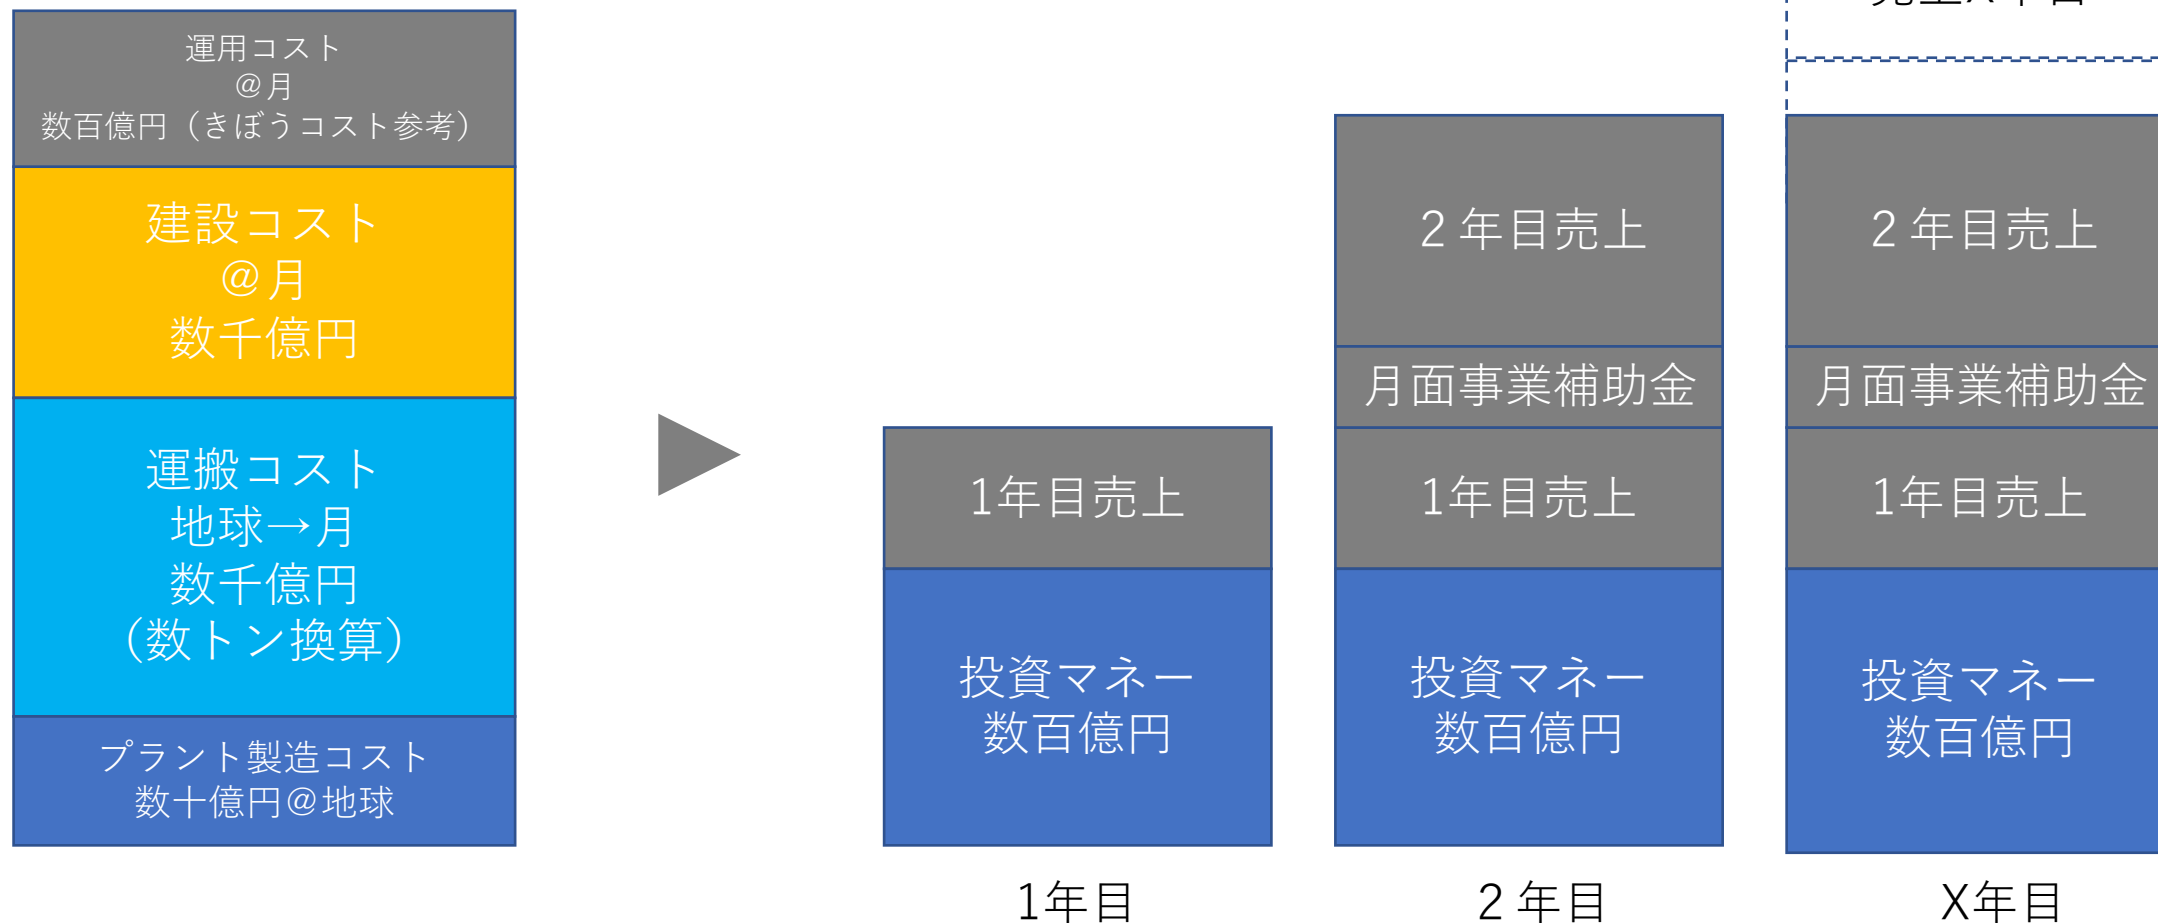 運用コスト
@月
数百億円（きぼうコスト参考）
建設コスト
@月
数千億円
運搬コスト
地球→月
数千億円
（数トン換算）
プラント製造コスト
数十億円@地球
1年目売上
投資マネー
数百億円
1年目
２年目売上
月面事業補助金
1年目売上
投資マネー
数百億円
２年目
２年目売上
月面事業補助金
1年目売上
投資マネー
数百億円
X年目